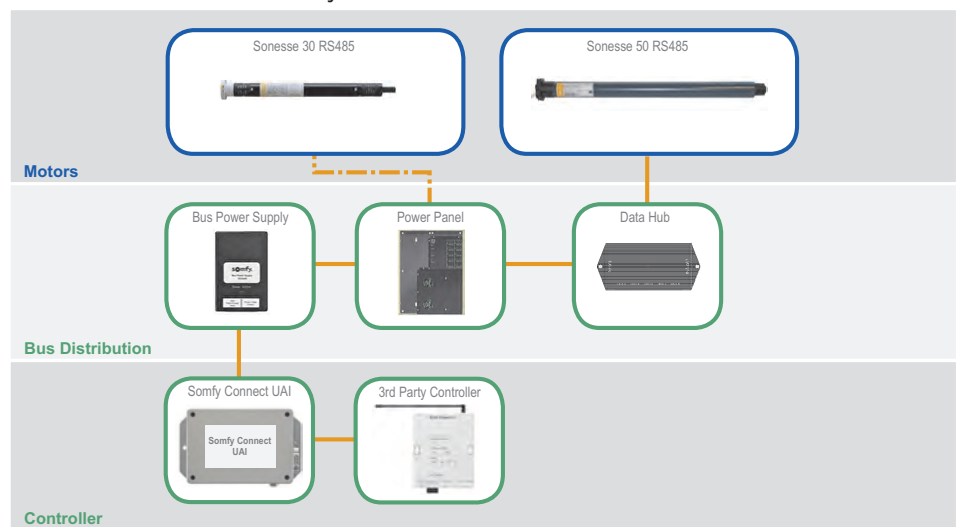 Sonesse 30 RS485
Sonesse 50 RS485
Motors
Bus Power Supply
Power Panel
Data Hub
somfy.
Bus Distribution
Somfy Connect UAI
3rd Party Controller
Somfy Connect
UAI
Controller